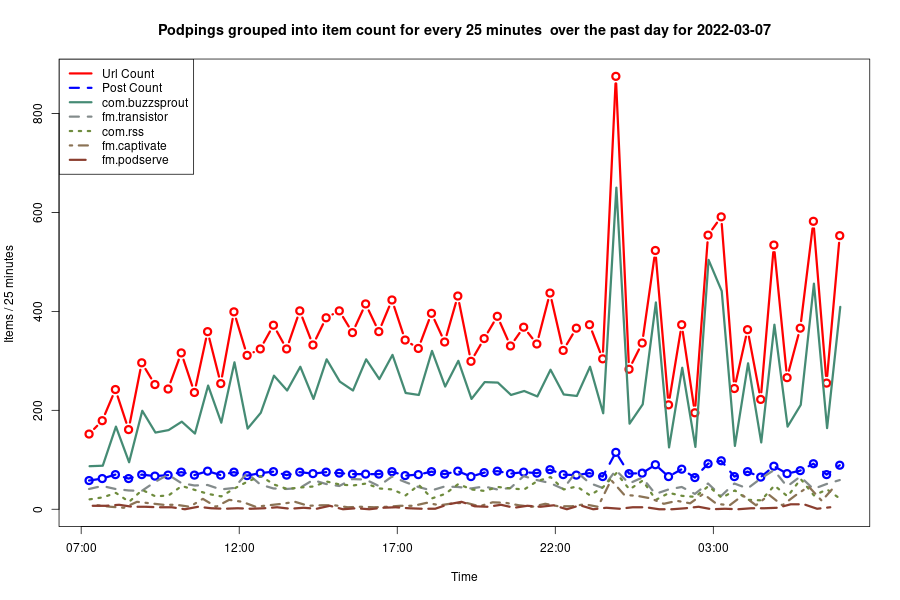 Podpings grouped into item count for every 25 minutes  over the past day for 2022-03-07
Url Count
Post Count
com.buzzsprout
fm.transistor
com.rss
fm.captivate
fm.podserve
Items / 25 minutes
800
600
400
200
0
07:00 12:00 17:00 22:00 03:00
Time